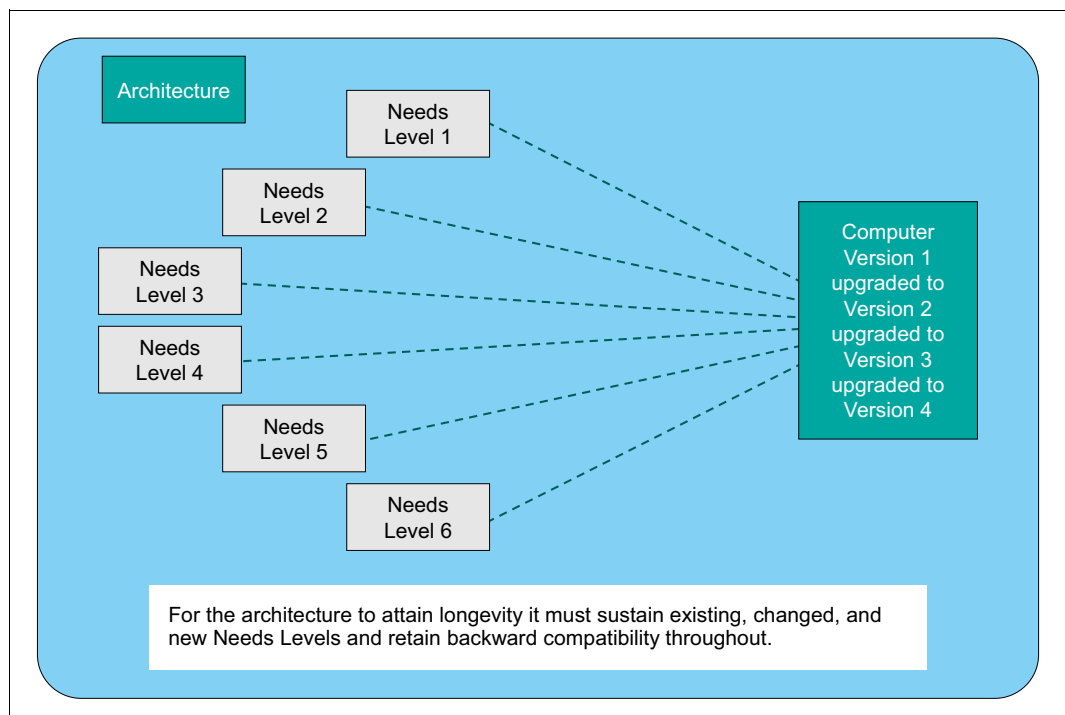 Architecture
Needs
Level 1
Needs
Level 2
Needs
Level 3
Needs
Level 4
Needs
Level 5
Needs
Level 6
Computer
Version 1
upgraded to
Version 2
upgraded to
Version 3
upgraded to
Version 4
For the architecture to attain longevity it must sustain existing, changed, and
new Needs Levels and retain backward compatibility throughout.